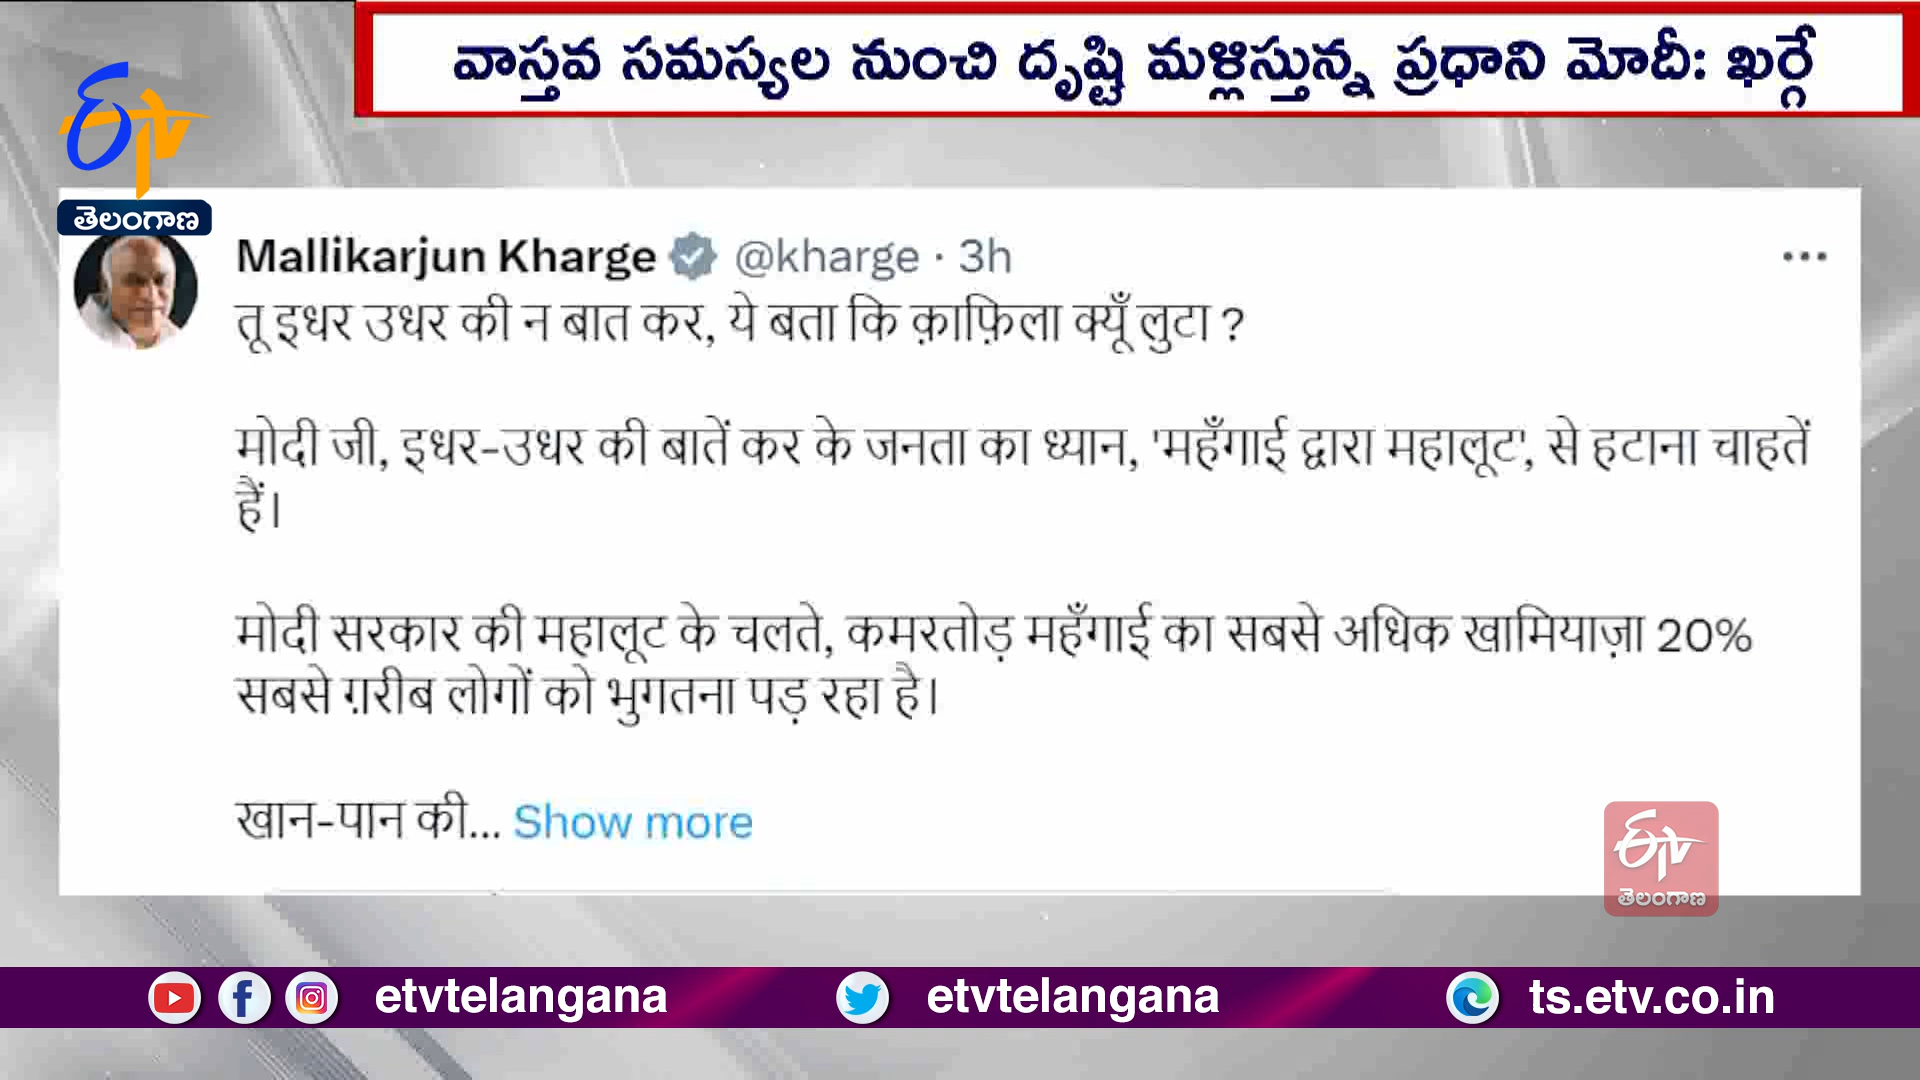 వాస్తవ సమస్యల నుంచి దృష్టి మళ్లిస్తున్న ప్రధాని మోదీ: ఖర్గే
ETV
తెలంగాణ
Mallikarjun Kharge @kharge · 3h
तू इधर उधर की न बात कर, ये बता कि क़ाफ़िला क्यूँ लुटा ?
मोदी जी, इधर-उधर की बातें कर के जनता का ध्यान, 'महँगाई द्वारा महालूट', से हटाना चाहतें
हैं।
मोदी सरकार की महालूट के चलते, कमरतोड़ महँगाई का सबसे अधिक खामियाज़ा 20%
सबसे ग़रीब लोगों को भुगतना पड़ रहा है।
खान-पान की... Show more
ETV
తెలంగాణ
etvtelangana etvtelangana ts.etv.co.in